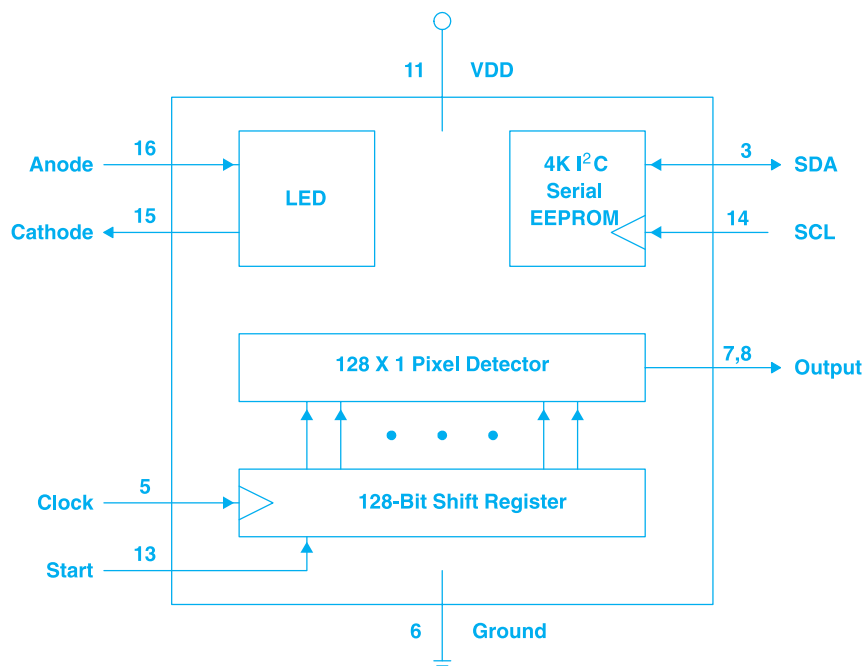 11 VDD
Anode 16
LED
Cathode 15
4K I²C
Serial
EEPROM
3 SDA
14 SCL
128 X 1 Pixel Detector
7,8 Output
Clock 5
128-Bit Shift Register
Start 13
6 Ground